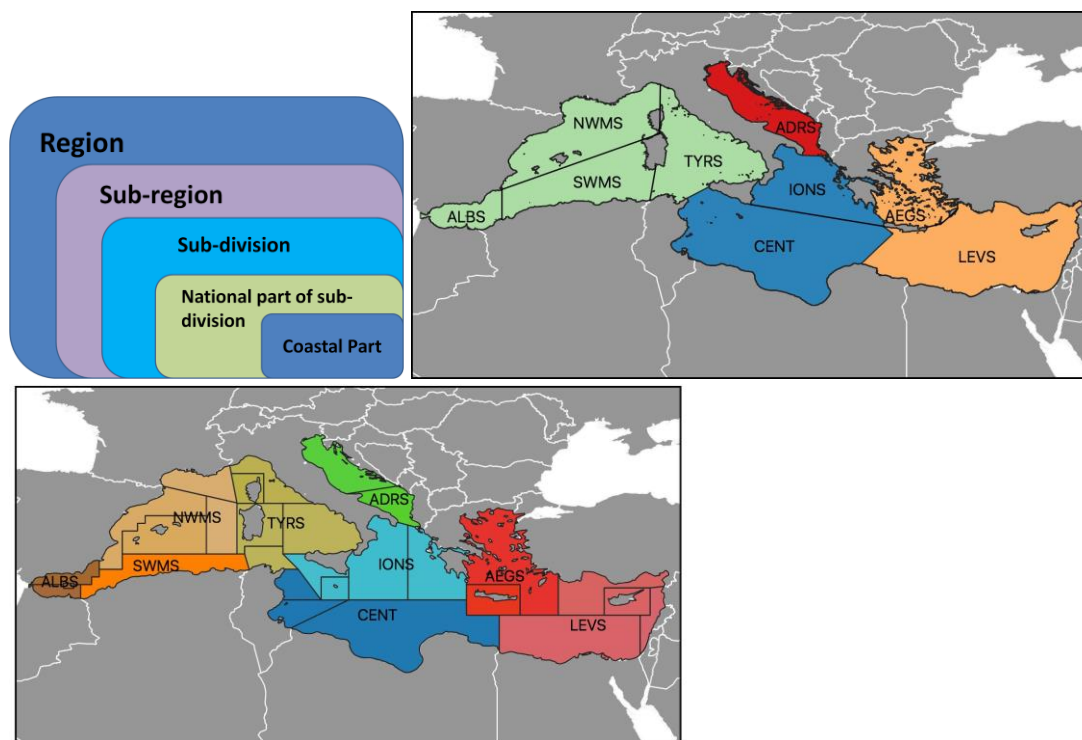 Region
Sub-region
Sub-division
National part of sub-
division
Coastal Part
NWMS
ADRS
TYRS
SWMS
IONS
ALBS
AEGS
CENT
LEVS
ADRS
NWMS
TYRS
SWMS
IONS
ALBS
AEGS
CENT
LEVS